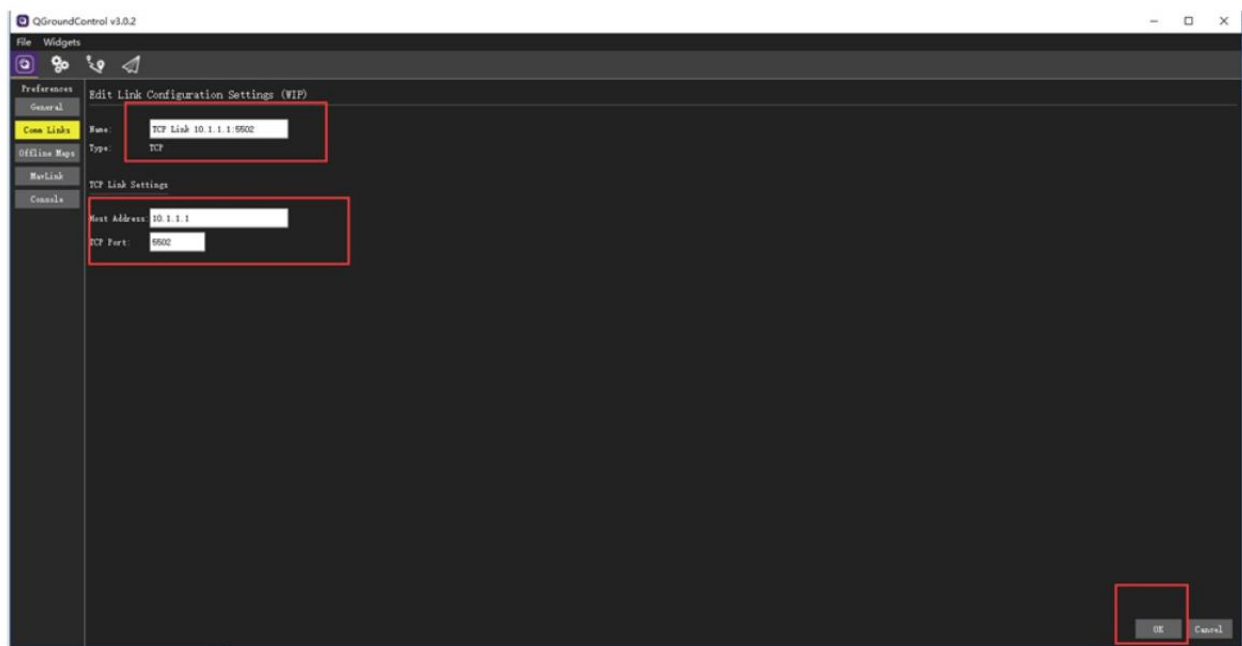 QGroundControl v3.0.2
File Widgets
Preferences
General
Comm Links
Offline Maps
MavLink
Console
Edit Link Configuration Settings (WIP)
Name: TCP Link 10.1.1.1:5502
Type: TCP
TCP Link Settings
Host Address: 10.1.1.1
TCP Port: 5502
OK Cancel